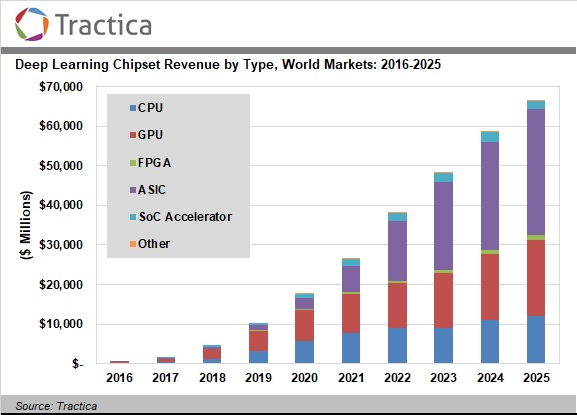 Tractica
Deep Learning Chipset Revenue by Type, World Markets: 2016-2025
($ Millions)
$70,000
$60,000
$50,000
$40,000
$30,000
$20,000
$10,000
$-
CPU
GPU
FPGA
ASIC
SoC Accelerator
Other
2016 2017 2018 2019 2020 2021 2022 2023 2024 2025
Source: Tractica